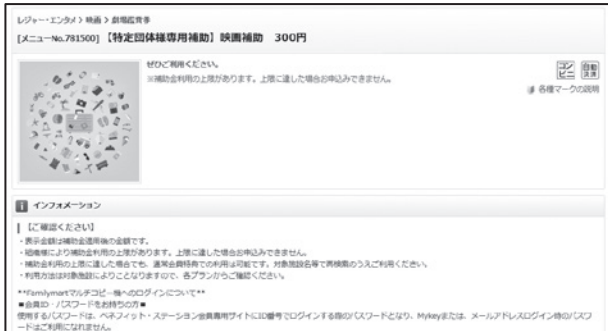 レジャー・エンタメ > 映画 > 劇場鑑賞券
[メニューNo.781500] 【特定団体様専用補助】映画補助　300円
ぜひご利用ください。
※補助金利用の上限があります。上限に達した場合お申込みできません。
コンビニ
自動決済
各種マークの説明
i インフォメーション
【ご確認ください】
・表示金額は補助金適用後の金額です。
・組織様により補助金利用の上限があります。上限に達した場合お申込みできません。
・補助金利用の上限に達した場合でも、通常会員特典での利用は可能です。対象施設名等で再検索のうえご利用ください。
・利用方法は対象施設によりことなりますので、各プランからご確認ください。
**Familymartマルチコピー機へのログインについて**
■会員ID・パスワードをお持ちの方■
使用するパスワードは、ベネフィット・ステーション会員専用サイトにID番号でログインする際のパスワードとなり、Mykeyまたは、メールアドレスログイン時のパスワ
ードはご利用になれません。